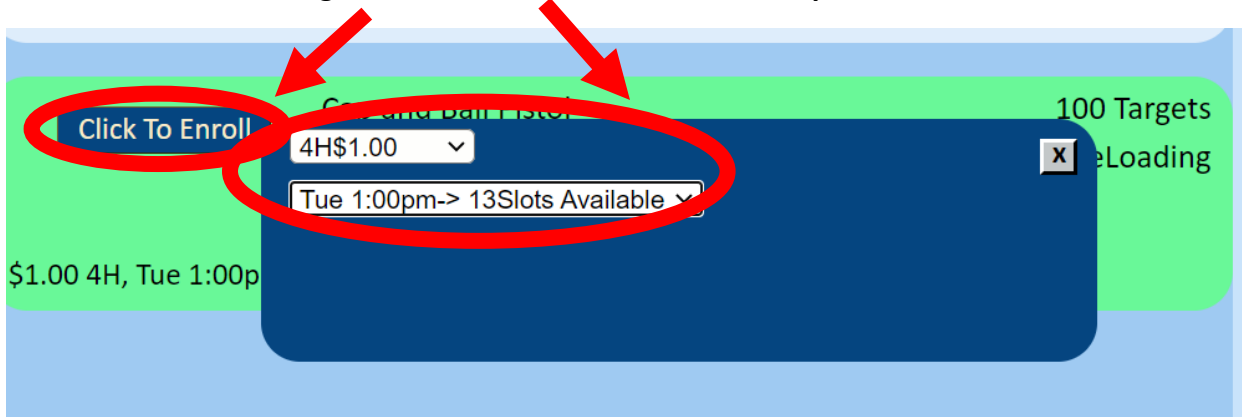 Click To Enroll
100 Targets
4H$1.00
X
Loading
Tue 1:00pm-> 13Slots Available
$1.00 4H, Tue 1:00p